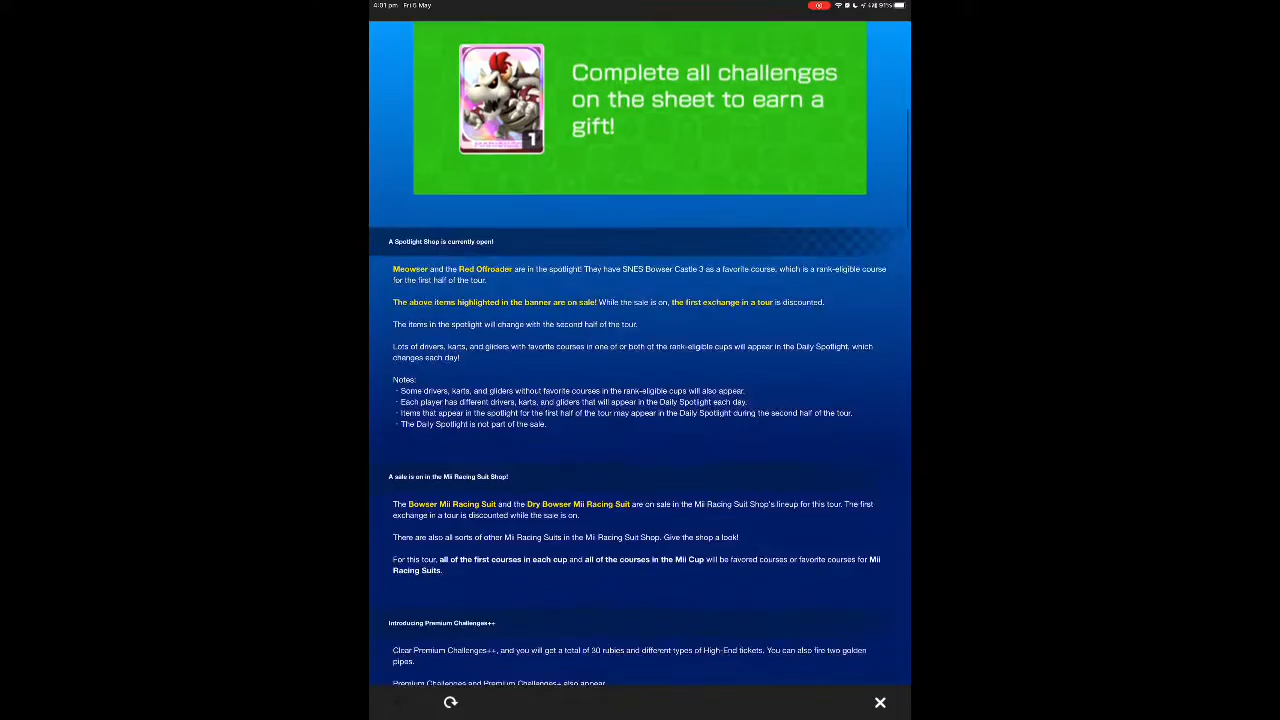 4:01 pm Fri 5 May
91%
Complete all challenges
on the sheet to earn a
gift!
1
A Spotlight Shop is currently open!
Meowser and the Red Offroader are in the spotlight! They have SNES Bowser Castle 3 as a favorite course, which is a rank-eligible course
for the first half of the tour.
The above items highlighted in the banner are on sale! While the sale is on, the first exchange in a tour is discounted.
The items in the spotlight will change with the second half of the tour.
Lots of drivers, karts, and gliders with favorite courses in one of or both of the rank-eligible cups will appear in the Daily Spotlight, which
changes each day!
Notes:
・Some drivers, karts, and gliders without favorite courses in the rank-eligible cups will also appear.
・Each player has different drivers, karts, and gliders that will appear in the Daily Spotlight each day.
・Items that appear in the spotlight for the first half of the tour may appear in the Daily Spotlight during the second half of the tour.
・The Daily Spotlight is not part of the sale.
A sale is on in the Mii Racing Suit Shop!
The Bowser Mii Racing Suit and the Dry Bowser Mii Racing Suit are on sale in the Mii Racing Suit Shop's lineup for this tour. The first
exchange in a tour is discounted while the sale is on.
There are also all sorts of other Mii Racing Suits in the Mii Racing Suit Shop. Give the shop a look!
For this tour, all of the first courses in each cup and all of the courses in the Mii Cup will be favored courses or favorite courses for Mii
Racing Suits.
Introducing Premium Challenges++
Clear Premium Challenges++, and you will get a total of 30 rubies and different types of High-End tickets. You can also fire two golden
pipes.
Premium Challenges and Premium Challenges+ also appear.